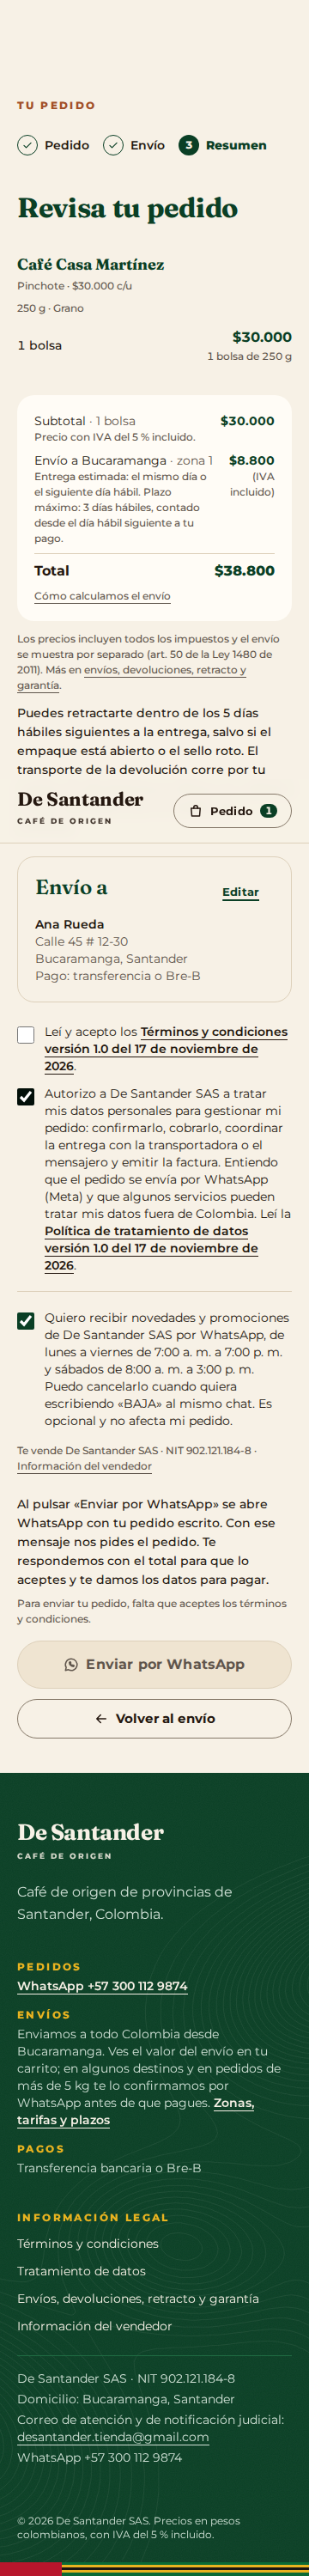 TU PEDIDO
Pedido
Envío
3 Resumen
Revisa tu pedido
Café Casa Martínez
Pinchote · $30.000 c/u
250 g · Grano
1 bolsa
$30.000
1 bolsa de 250 g
Subtotal · 1 bolsa $30.000
Precio con IVA del 5 % incluido.
Envío a Bucaramanga · zona 1 $8.800
Entrega estimada: el mismo día o (IVA
el siguiente día hábil. Plazo incluido)
máximo: 3 días hábiles, contado
desde el día hábil siguiente a tu
pago.
Total $38.800
Cómo calculamos el envío
Los precios incluyen todos los impuestos y el envío
se muestra por separado (art. 50 de la Ley 1480 de
2011). Más en envíos, devoluciones, retracto y
garantía.
Puedes retractarte dentro de los 5 días
hábiles siguientes a la entrega, salvo si el
empaque está abierto o el sello roto. El
transporte de la devolución corre por tu
De Santander
CAFÉ DE ORIGEN
Pedido 1
Envío a
Editar
Ana Rueda
Calle 45 # 12-30
Bucaramanga, Santander
Pago: transferencia o Bre-B
Leí y acepto los Términos y condiciones
versión 1.0 del 17 de noviembre de
2026.
Autorizo a De Santander SAS a tratar
mis datos personales para gestionar mi
pedido: confirmarlo, cobrarlo, coordinar
la entrega con la transportadora o el
mensajero y emitir la factura. Entiendo
que el pedido se envía por WhatsApp
(Meta) y que algunos servicios pueden
tratar mis datos fuera de Colombia. Leí la
Política de tratamiento de datos
versión 1.0 del 17 de noviembre de
2026.
Quiero recibir novedades y promociones
de De Santander SAS por WhatsApp, de
lunes a viernes de 7:00 a. m. a 7:00 p. m.
y sábados de 8:00 a. m. a 3:00 p. m.
Puedo cancelarlo cuando quiera
escribiendo «BAJA» al mismo chat. Es
opcional y no afecta mi pedido.
Te vende De Santander SAS · NIT 902.121.184-8 ·
Información del vendedor
Al pulsar «Enviar por WhatsApp» se abre
WhatsApp con tu pedido escrito. Con ese
mensaje nos pides el pedido. Te
respondemos con el total para que lo
aceptes y te damos los datos para pagar.
Para enviar tu pedido, falta que aceptes los términos
y condiciones.
Enviar por WhatsApp
Volver al envío
De Santander
CAFÉ DE ORIGEN
Café de origen de provincias de
Santander, Colombia.
PEDIDOS
WhatsApp +57 300 112 9874
ENVÍOS
Enviamos a todo Colombia desde
Bucaramanga. Ves el valor del envío en tu
carrito; en algunos destinos y en pedidos de
más de 5 kg te lo confirmamos por
WhatsApp antes de que pagues. Zonas,
tarifas y plazos
PAGOS
Transferencia bancaria o Bre-B
INFORMACIÓN LEGAL
Términos y condiciones
Tratamiento de datos
Envíos, devoluciones, retracto y garantía
Información del vendedor
De Santander SAS · NIT 902.121.184-8
Domicilio: Bucaramanga, Santander
Correo de atención y de notificación judicial:
desantander.tienda@gmail.com
WhatsApp +57 300 112 9874
© 2026 De Santander SAS. Precios en pesos
colombianos, con IVA del 5 % incluido.